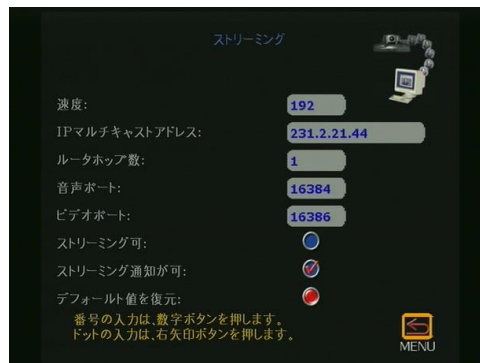 ストリーミング
速度: 192
IPマルチキャストアドレス: 231.2.21.44
ルータホップ数: 1
音声ポート: 16384
ビデオポート: 16386
ストリーミング可:
ストリーミング通知が可:
デフォールト値を復元:
番号の入力は、数字ボタンを押します。
ドットの入力は、右矢印ボタンを押します。
MENU